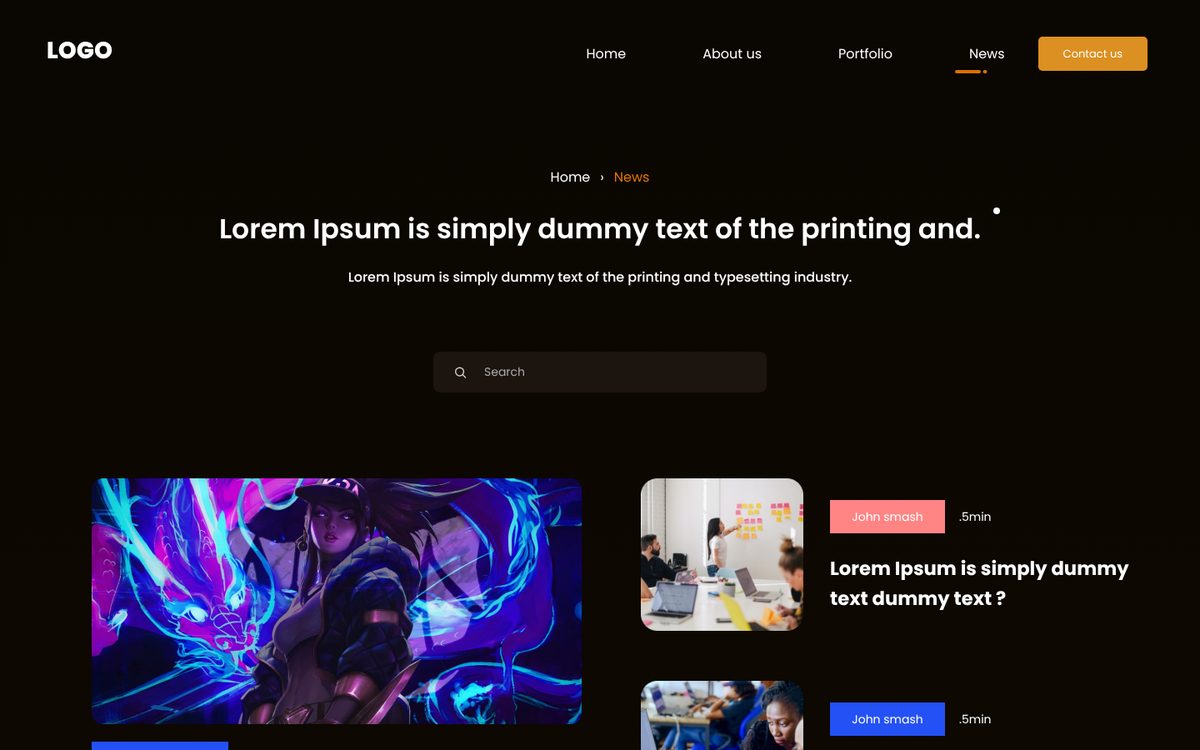 LOGO
Home
About us
Portfolio
News
Contact us
Home › News
Lorem Ipsum is simply dummy text of the printing and.
Lorem Ipsum is simply dummy text of the printing and typesetting industry.
Search
John smash
.5min
Lorem Ipsum is simply dummy
text dummy text ?
John smash
.5min